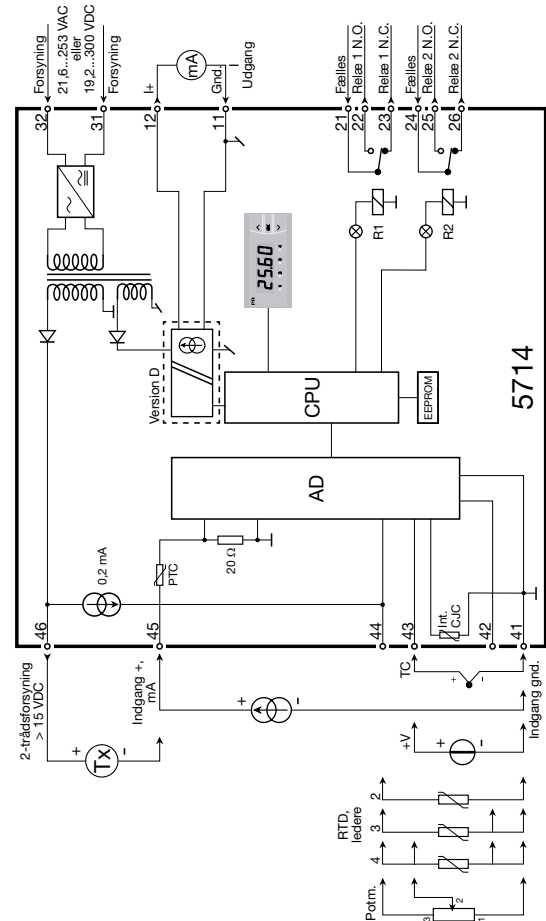 Forsyning
21,6...253 VAC
eller
19,2...300 VDC
Forsyning
I+
mA
Gnd.
I
Udgang
Fælles
Relæ 1 N.O.
Relæ 1 N.C.
Fælles
Relæ 2 N.O.
Relæ 2 N.C.
32
31
12
11
21
22
23
24
25
26
R1
R2
PR
25.60
Version D
CPU
EEPROM
5714
AD
0,2 mA
PTC
20 Ω
Int.
CJC
46
45
44
43
42
41
2-trådsforsyning
> 15 VDC
+
Tx
-
Indgang +,
mA
+
-
TC
+
-
Indgang gnd.
+V
+
-
RTD,
ledere
2
3
4
Potm.
3
2
1